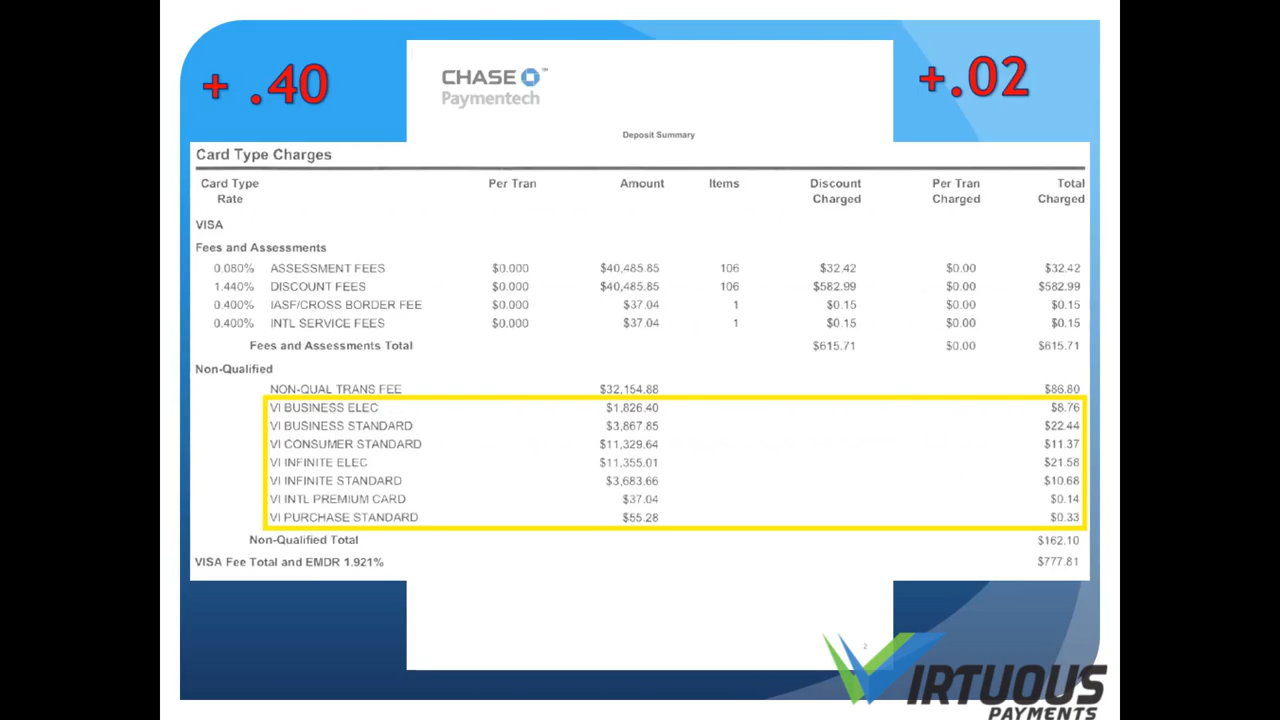 + .40
+.02
CHASE ™
Paymentech
Deposit Summary
Card Type Charges
Card Type Rate Per Tran Amount Items Discount Charged Per Tran Charged Total Charged
VISA
Fees and Assessments
0.080% ASSESSMENT FEES $0.000 $40,485.85 106 $32.42 $0.00 $32.42
1.440% DISCOUNT FEES $0.000 $40,485.85 106 $582.99 $0.00 $582.99
0.400% IASF/CROSS BORDER FEE $0.000 $37.04 1 $0.15 $0.00 $0.15
0.400% INTL SERVICE FEES $0.000 $37.04 1 $0.15 $0.00 $0.15
Fees and Assessments Total $615.71 $0.00 $615.71
Non-Qualified
NON-QUAL TRANS FEE $32,154.88 $86.80
VI BUSINESS ELEC $1,826.40 $8.76
VI BUSINESS STANDARD $3,867.85 $22.44
VI CONSUMER STANDARD $11,329.64 $11.37
VI INFINITE ELEC $11,355.01 $21.58
VI INFINITE STANDARD $3,683.66 $10.68
VI INTL PREMIUM CARD $37.04 $0.14
VI PURCHASE STANDARD $55.28 $0.33
Non-Qualified Total $162.10
VISA Fee Total and EMDR 1.921% $777.81
2
VIRTUOUS
PAYMENTS